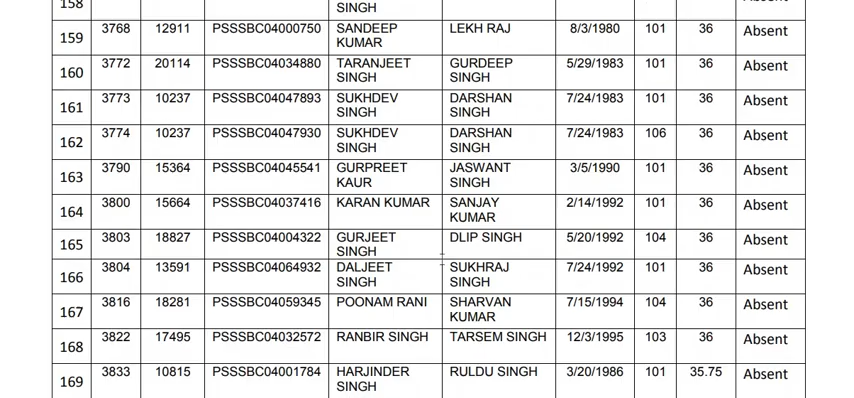 158 SINGH
159 3768 12911 PSSSBC04000750 SANDEEP KUMAR LEKH RAJ 8/3/1980 101 36 Absent
160 3772 20114 PSSSBC04034880 TARANJEET SINGH GURDEEP SINGH 5/29/1983 101 36 Absent
161 3773 10237 PSSSBC04047893 SUKHDEV SINGH DARSHAN SINGH 7/24/1983 101 36 Absent
162 3774 10237 PSSSBC04047930 SUKHDEV SINGH DARSHAN SINGH 7/24/1983 106 36 Absent
163 3790 15364 PSSSBC04045541 GURPREET KAUR JASWANT SINGH 3/5/1990 101 36 Absent
164 3800 15664 PSSSBC04037416 KARAN KUMAR SANJAY KUMAR 2/14/1992 101 36 Absent
165 3803 18827 PSSSBC04004322 GURJEET SINGH DLIP SINGH 5/20/1992 104 36 Absent
166 3804 13591 PSSSBC04064932 DALJEET SINGH SUKHRAJ SINGH 7/24/1992 101 36 Absent
167 3816 18281 PSSSBC04059345 POONAM RANI SHARVAN KUMAR 7/15/1994 104 36 Absent
168 3822 17495 PSSSBC04032572 RANBIR SINGH TARSEM SINGH 12/3/1995 103 36 Absent
169 3833 10815 PSSSBC04001784 HARJINDER SINGH RULDU SINGH 3/20/1986 101 35.75 Absent